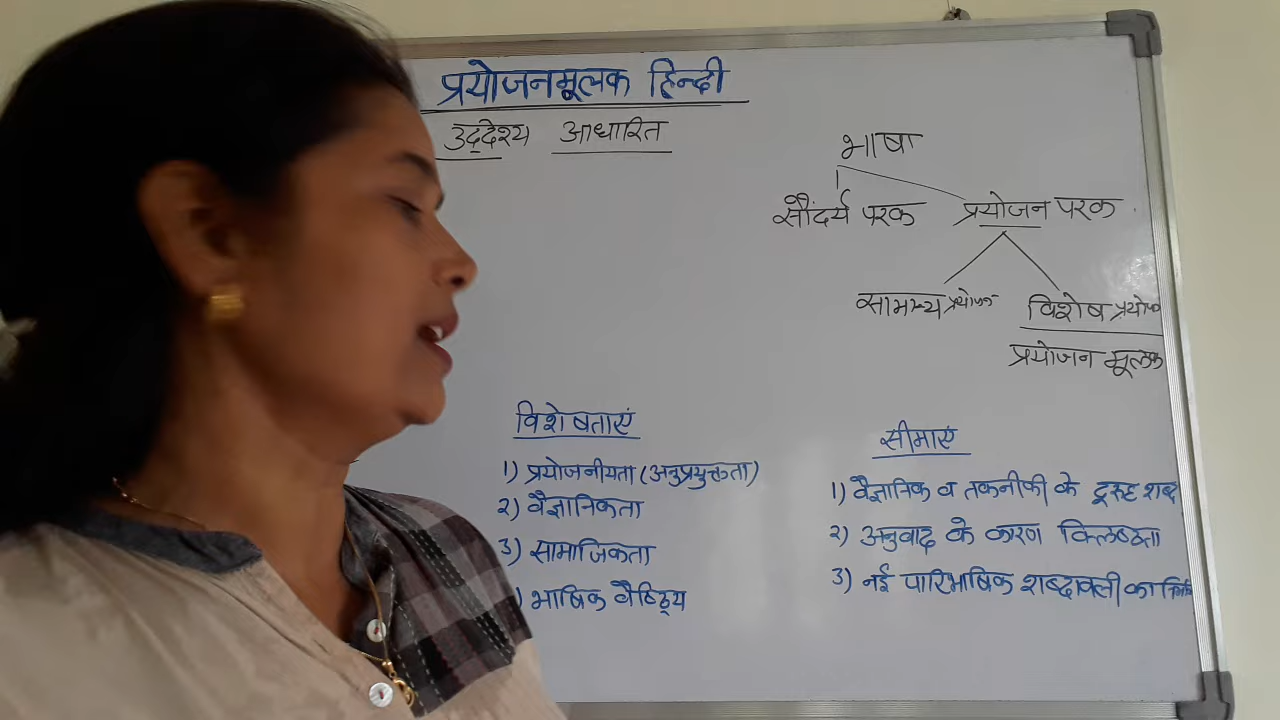 प्रयोजनमूलक हिन्दी
उद्देश्य आधारित
भाषा
सौंदर्य परक प्रयोजन परक
सामान्य प्रयोजन विशेष
प्रयोजन मूलक
विशेषताएं
1) प्रयोजनीयता (अनुप्रयुक्तता)
2) वैज्ञानिकता
3) सामाजिकता
) भाषिक वैशिष्ट्य
सीमाएं
1) वैज्ञानिक व तकनीकी के दूरुह शब्द
2) अनुवाद के कारण क्लिष्टता
3) नई पारिभाषिक शब्दावली का